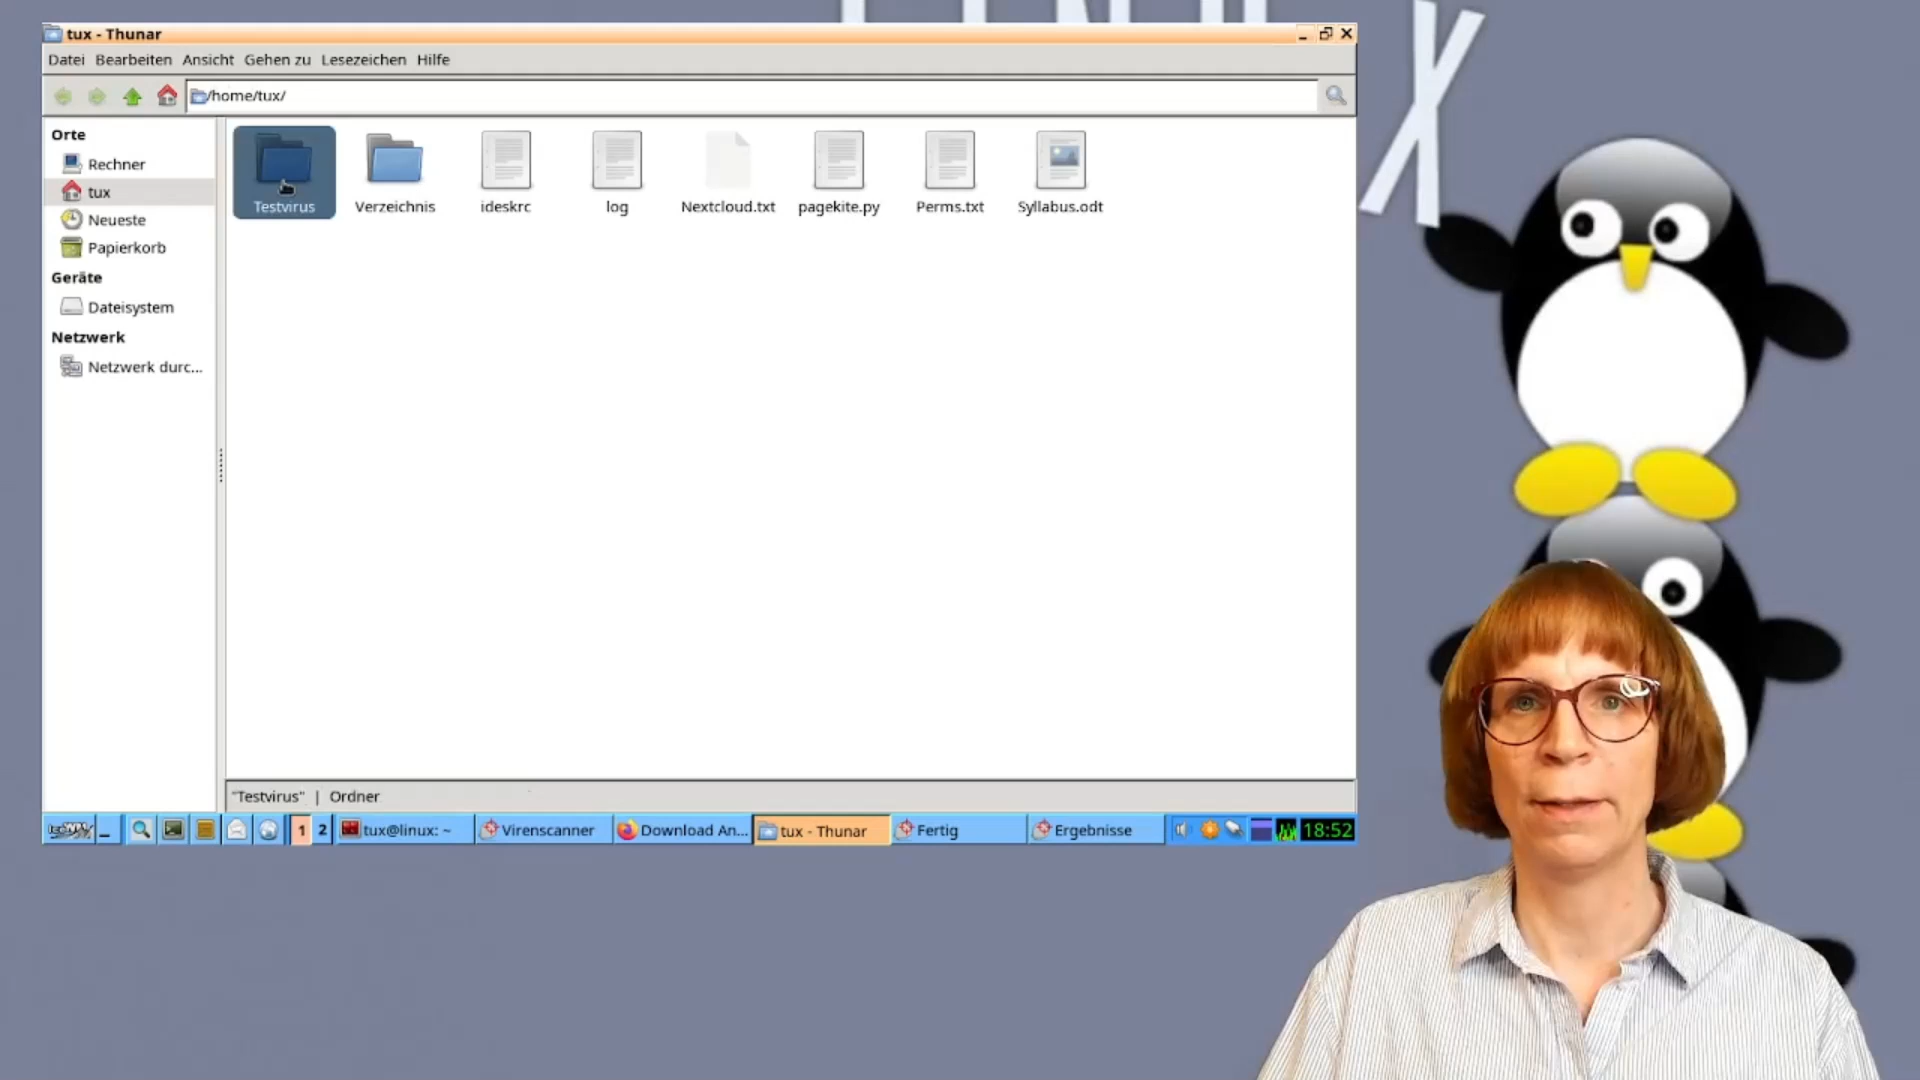 tux - Thunar
Datei Bearbeiten Ansicht Gehen zu Lesezeichen Hilfe
/home/tux/
Orte
Rechner
tux
Neueste
Papierkorb
Geräte
Dateisystem
Netzwerk
Netzwerk durc...
Testvirus Verzeichnis ideskrc log Nextcloud.txt pagekite.py Perms.txt Syllabus.odt
"Testvirus" | Ordner
1 2 tux@linux: ~ Virenscanner Download An... tux - Thunar Fertig Ergebnisse 18:52
X